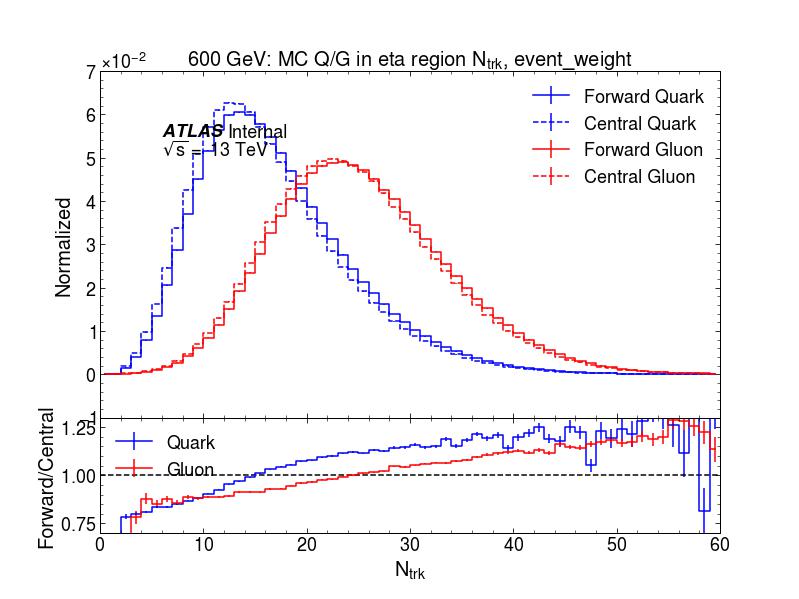 ×10⁻²
600 GeV: MC Q/G in eta region N_trk, event_weight
7
6
5
4
3
2
1
0
−1
Normalized
ATLAS Internal
√s = 13 TeV
Forward Quark
Central Quark
Forward Gluon
Central Gluon
1.25
1.00
0.75
Forward/Central
Quark
Gluon
0 10 20 30 40 50 60
N_trk